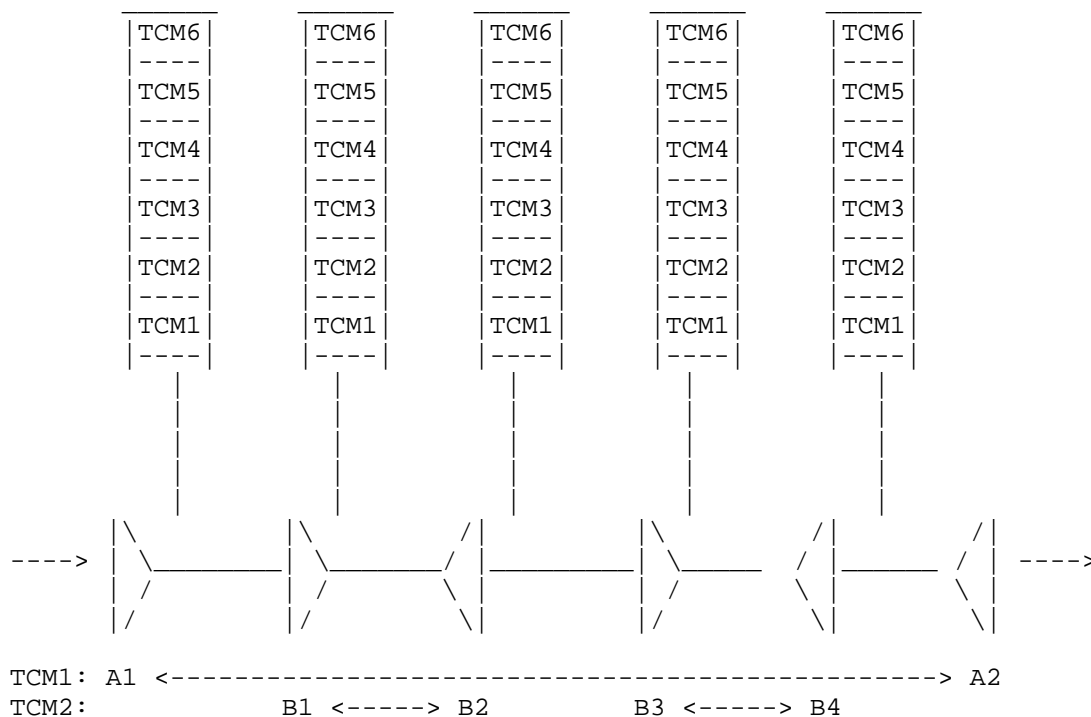 TCM6 TCM6 TCM6 TCM6 TCM6
TCM5 TCM5 TCM5 TCM5 TCM5
TCM4 TCM4 TCM4 TCM4 TCM4
TCM3 TCM3 TCM3 TCM3 TCM3
TCM2 TCM2 TCM2 TCM2 TCM2
TCM1 TCM1 TCM1 TCM1 TCM1
TCM1: A1 <--------------------------------------------> A2
TCM2: B1 <-----> B2 B3 <-----> B4